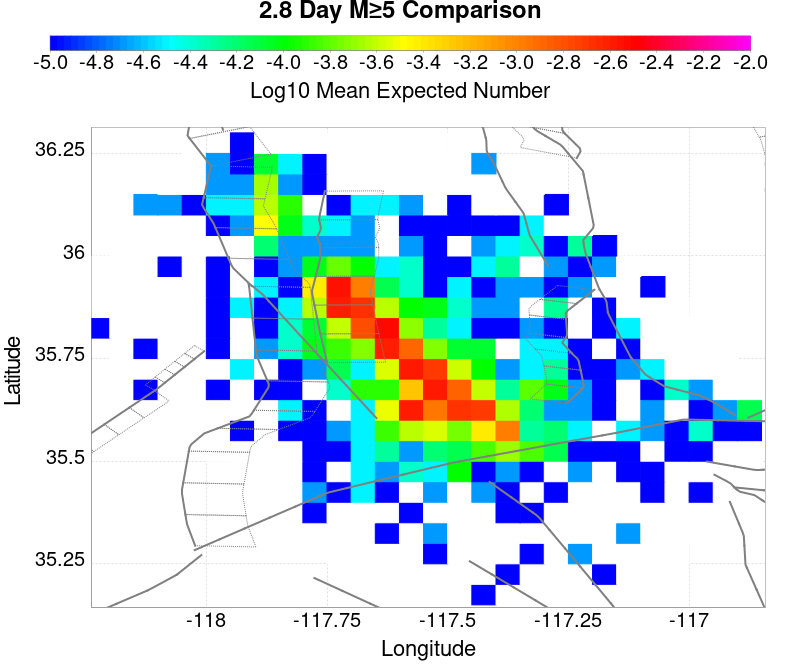 2.8 Day M≥5 Comparison
-5.0 -4.8 -4.6 -4.4 -4.2 -4.0 -3.8 -3.6 -3.4 -3.2 -3.0 -2.8 -2.6 -2.4 -2.2 -2.0
Log10 Mean Expected Number
36.25
36
35.75
35.5
35.25
Latitude
-118 -117.75 -117.5 -117.25 -117
Longitude